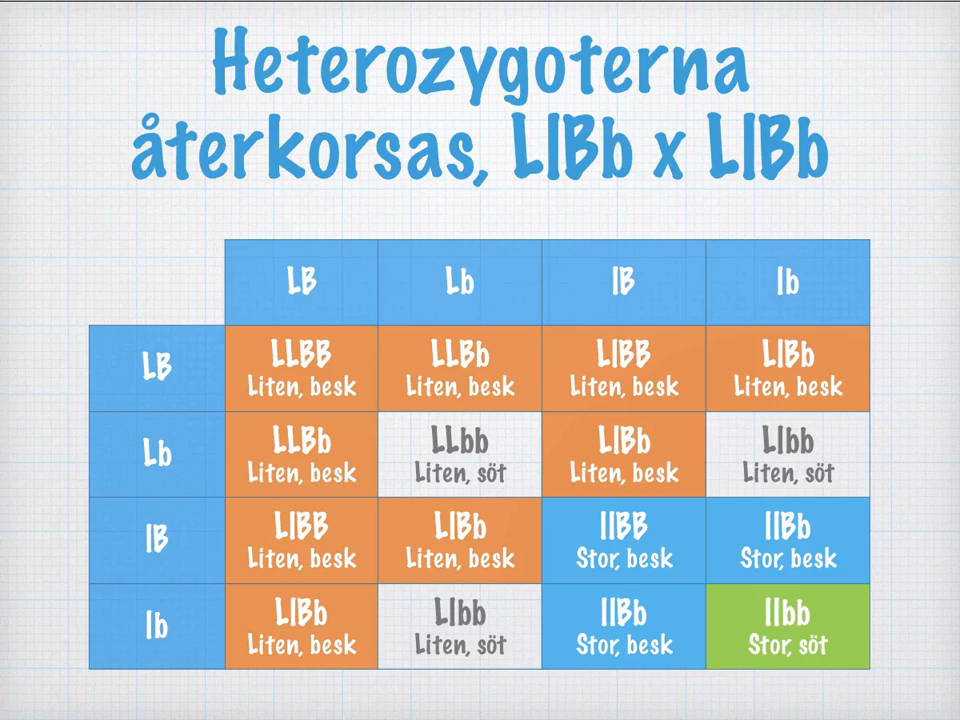 Heterozygoterna
återkorsas, LlBb x LlBb
LB Lb lB lb
LB LLBB LLBb LlBB LlBb
Liten, besk Liten, besk Liten, besk Liten, besk
Lb LLBb LLbb LlBb Llbb
Liten, besk Liten, söt Liten, besk Liten, söt
lB LlBB LlBb llBB llBb
Liten, besk Liten, besk Stor, besk Stor, besk
lb LlBb Llbb llBb llbb
Liten, besk Liten, söt Stor, besk Stor, söt